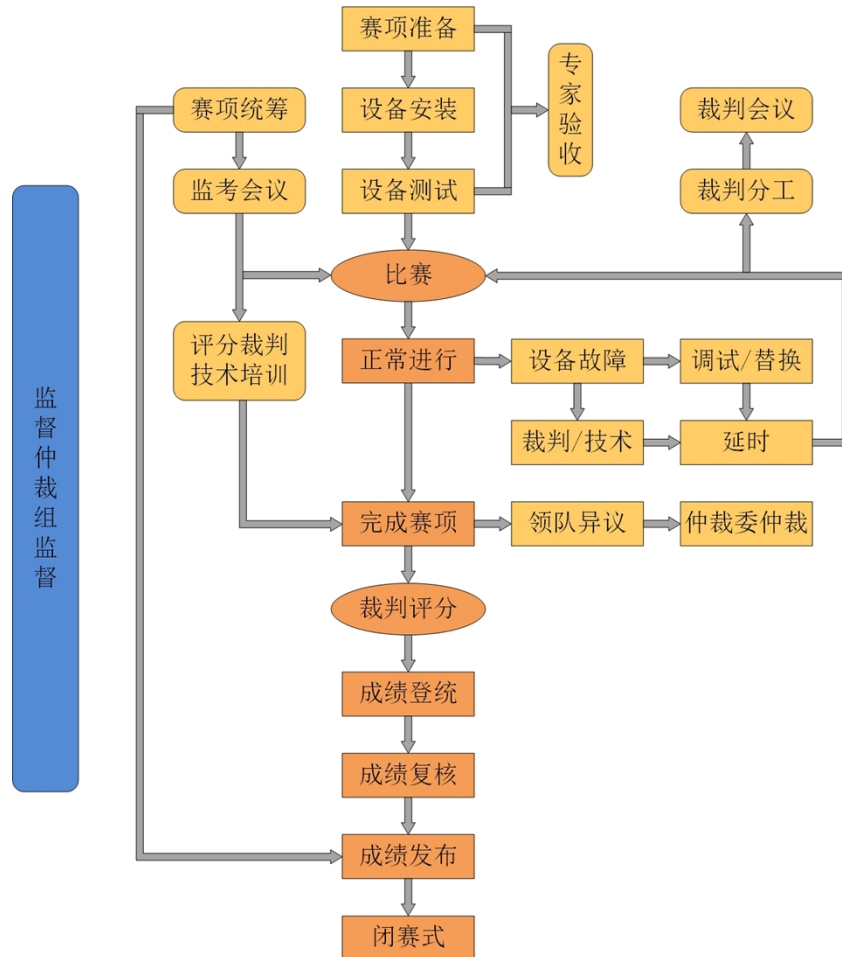 赛项准备
专家验收
赛项统筹
设备安装
裁判会议
监考会议
设备测试
裁判分工
比赛
评分裁判
技术培训
正常进行
设备故障
调试/替换
裁判/技术
延时
监督仲裁组监督
完成赛项
领队异议
仲裁委仲裁
裁判评分
成绩登统
成绩复核
成绩发布
闭赛式